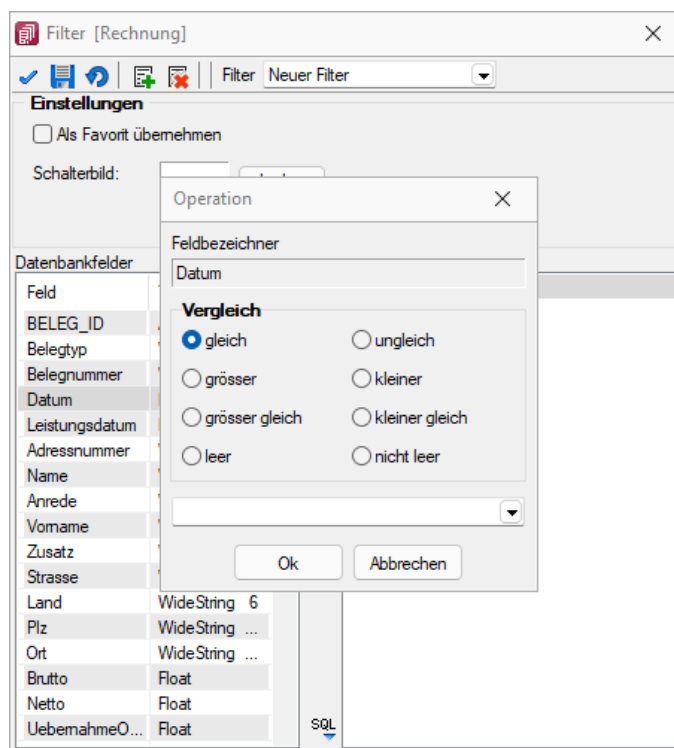 Filter [Rechnung]
Filter Neuer Filter
Einstellungen
Als Favorit übernehmen
Schalterbild:
Operation
Feldbezeichner
Datum
Vergleich
gleich
ungleich
grösser
kleiner
grösser gleich
kleiner gleich
leer
nicht leer
Ok
Abbrechen
Datenbankfelder
Feld
BELEG_ID
Belegtyp
Belegnummer
Datum
Leistungsdatum
Adressnummer
Name
Anrede
Vorname
Zusatz
Strasse
Land WideString 6
Plz WideString ...
Ort WideString ...
Brutto Float
Netto Float
UebernahmeO... Float
SQL